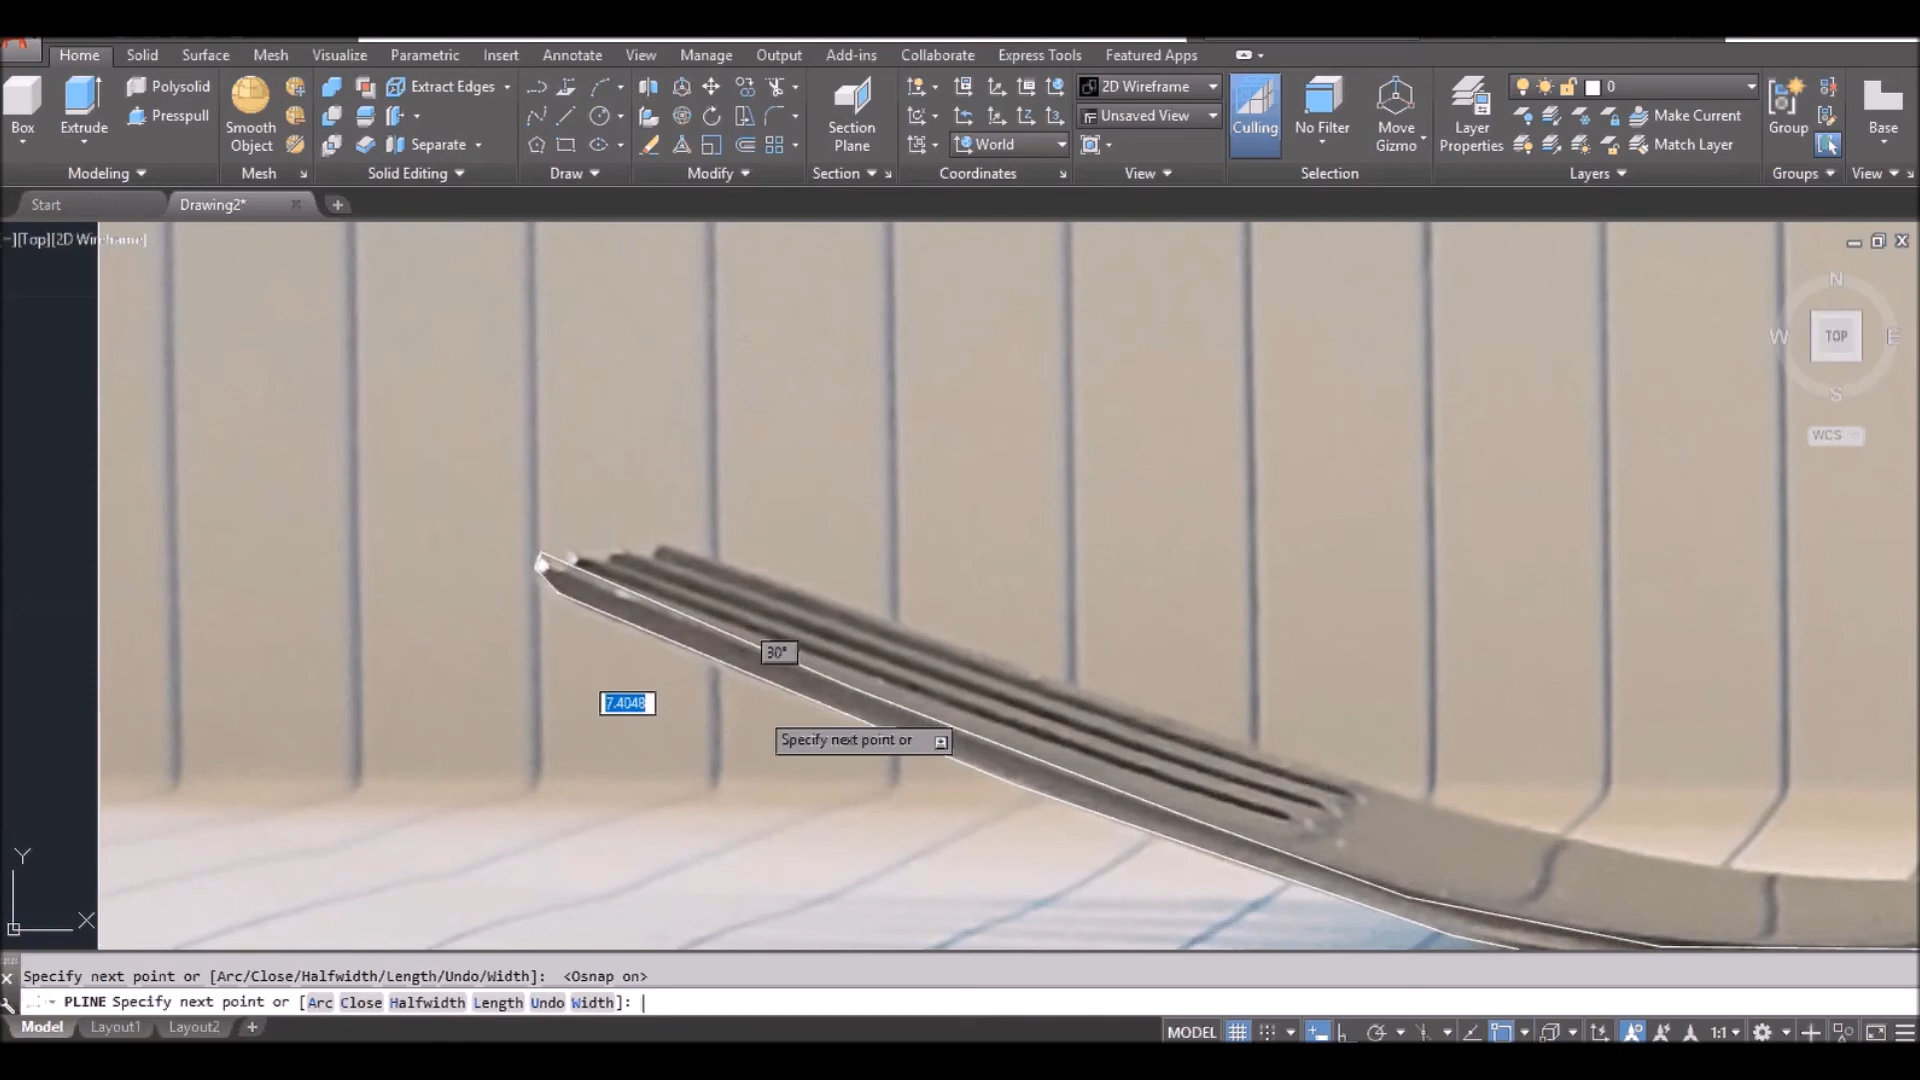 Home Solid Surface Mesh Visualize Parametric Insert Annotate View Manage Output Add-ins Collaborate Express Tools Featured Apps
Polysolid Extract Edges 2D Wireframe 0
Presspull Unsaved View Make Current
Box Extrude Smooth Object Separate Section Plane World Culling No Filter Move Gizmo Layer Properties Match Layer Group Base
Modeling Mesh Solid Editing Draw Modify Section Coordinates View Selection Layers Groups View
Start Drawing2*
–][Top][2D Wireframe]
N
W TOP E
S
WCS
30°
7.4048
Specify next point or
Y
X
Specify next point or [Arc/Close/Halfwidth/Length/Undo/Width]: <Osnap on>
PLINE Specify next point or [Arc Close Halfwidth Length Undo Width]:
Model Layout1 Layout2 MODEL 1:1